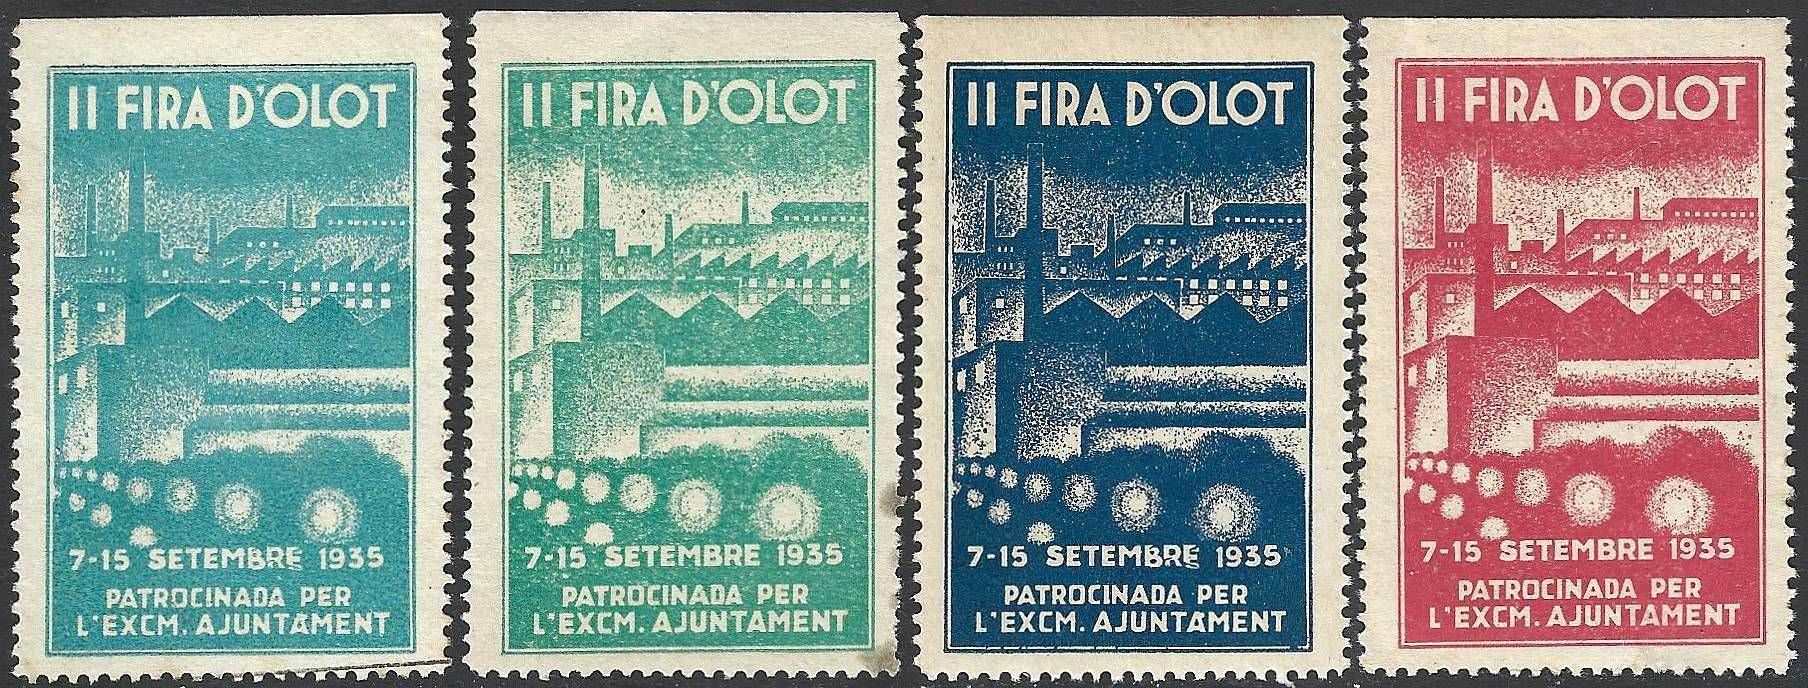 II FIRA D'OLOT
7-15 SETEMBRE 1935
PATROCINADA PER
L'EXCM. AJUNTAMENT
II FIRA D'OLOT
7-15 SETEMBRE 1935
PATROCINADA PER
L'EXCM. AJUNTAMENT
II FIRA D'OLOT
7-15 SETEMBRE 1935
PATROCINADA PER
L'EXCM. AJUNTAMENT
II FIRA D'OLOT
7-15 SETEMBRE 1935
PATROCINADA PER
L'EXCM. AJUNTAMENT